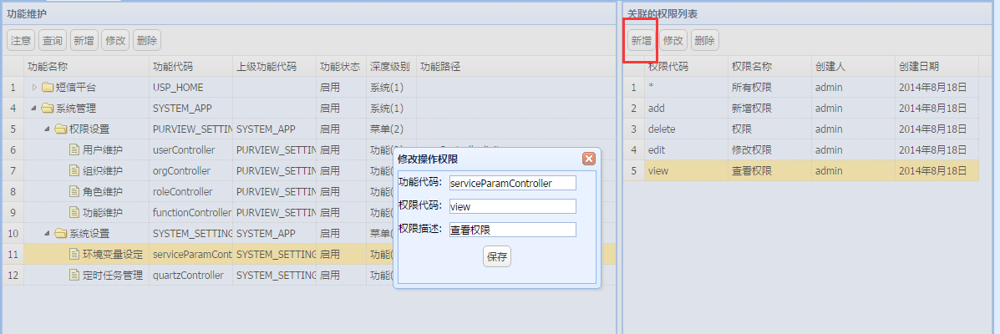 功能维护
注意 查询 新增 修改 删除
功能名称 功能代码 上级功能代码 功能状态 深度级别 功能路径
1 短信平台 USP_HOME 启用 系统(1)
4 系统管理 SYSTEM_APP 启用 系统(1)
5 权限设置 PURVIEW_SETTIN SYSTEM_APP 启用 菜单(2)
6 用户维护 userController PURVIEW_SETTIN 启用
7 组织维护 orgController PURVIEW_SETTIN 启用 功能(
8 角色维护 roleController PURVIEW_SETTIN 启用 功能(
9 功能维护 functionController PURVIEW_SETTIN 启用 功能(
10 系统设置 SYSTEM_SETTING SYSTEM_APP 启用 菜单(
11 环境变量设定 serviceParamCont SYSTEM_SETTING 启用 功能(
12 定时任务管理 quartzController SYSTEM_SETTING 启用 功能(
修改操作权限
功能代码: serviceParamController
权限代码: view
权限描述: 查看权限
保存
关联的权限列表
新增 修改 删除
权限代码 权限名称 创建人 创建日期
1 * 所有权限 admin 2014年8月18日
2 add 新增权限 admin 2014年8月18日
3 delete 权限 admin 2014年8月18日
4 edit 修改权限 admin 2014年8月18日
5 view 查看权限 admin 2014年8月18日